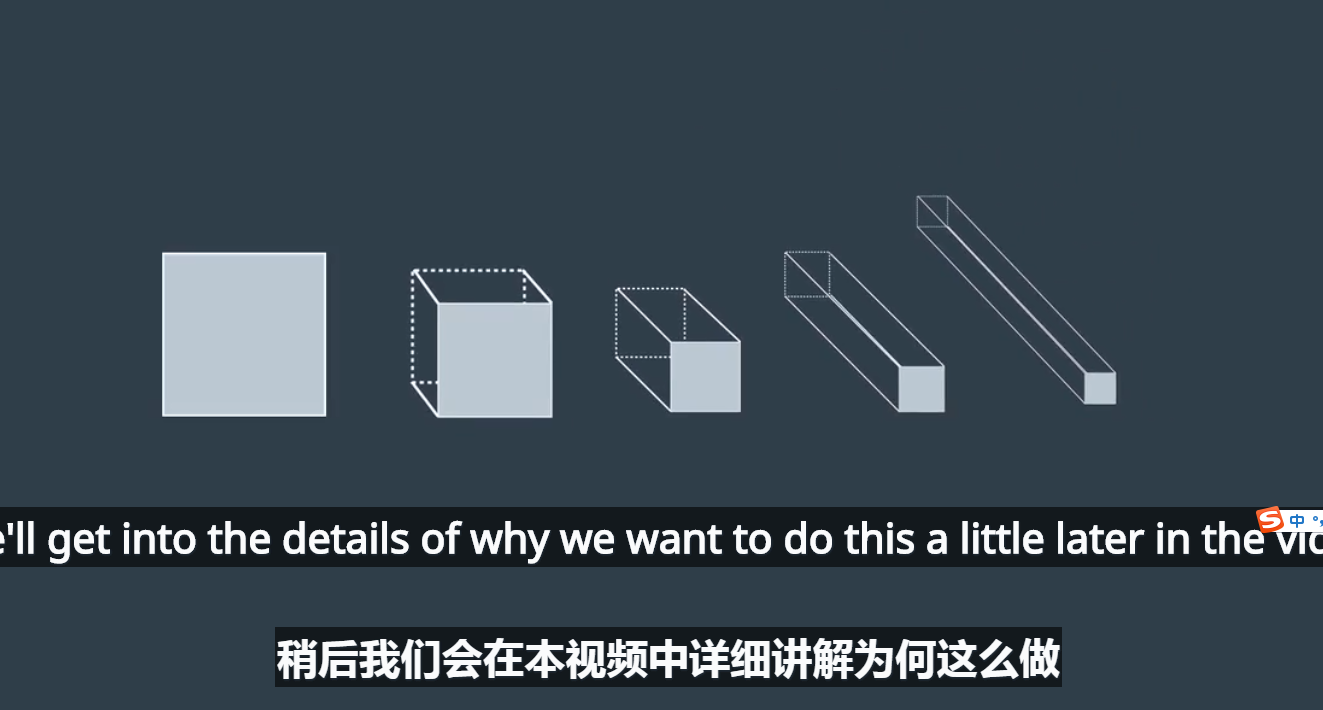 'll get into the details of why we want to do this a little later in the
稍后我们会在本视频中详细讲解为何这么做
中